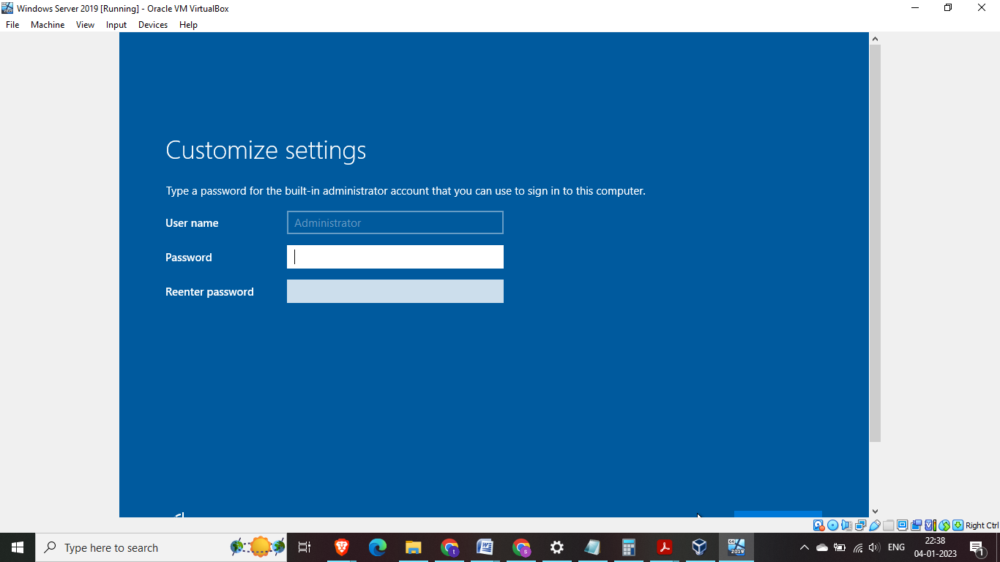 Windows Server 2019 [Running] - Oracle VM VirtualBox
File Machine View Input Devices Help
Customize settings
Type a password for the built-in administrator account that you can use to sign in to this computer.
User name Administrator
Password
Reenter password
Right Ctrl
Type here to search
ENG
22:38
04-01-2023
1
t
W
s
2019